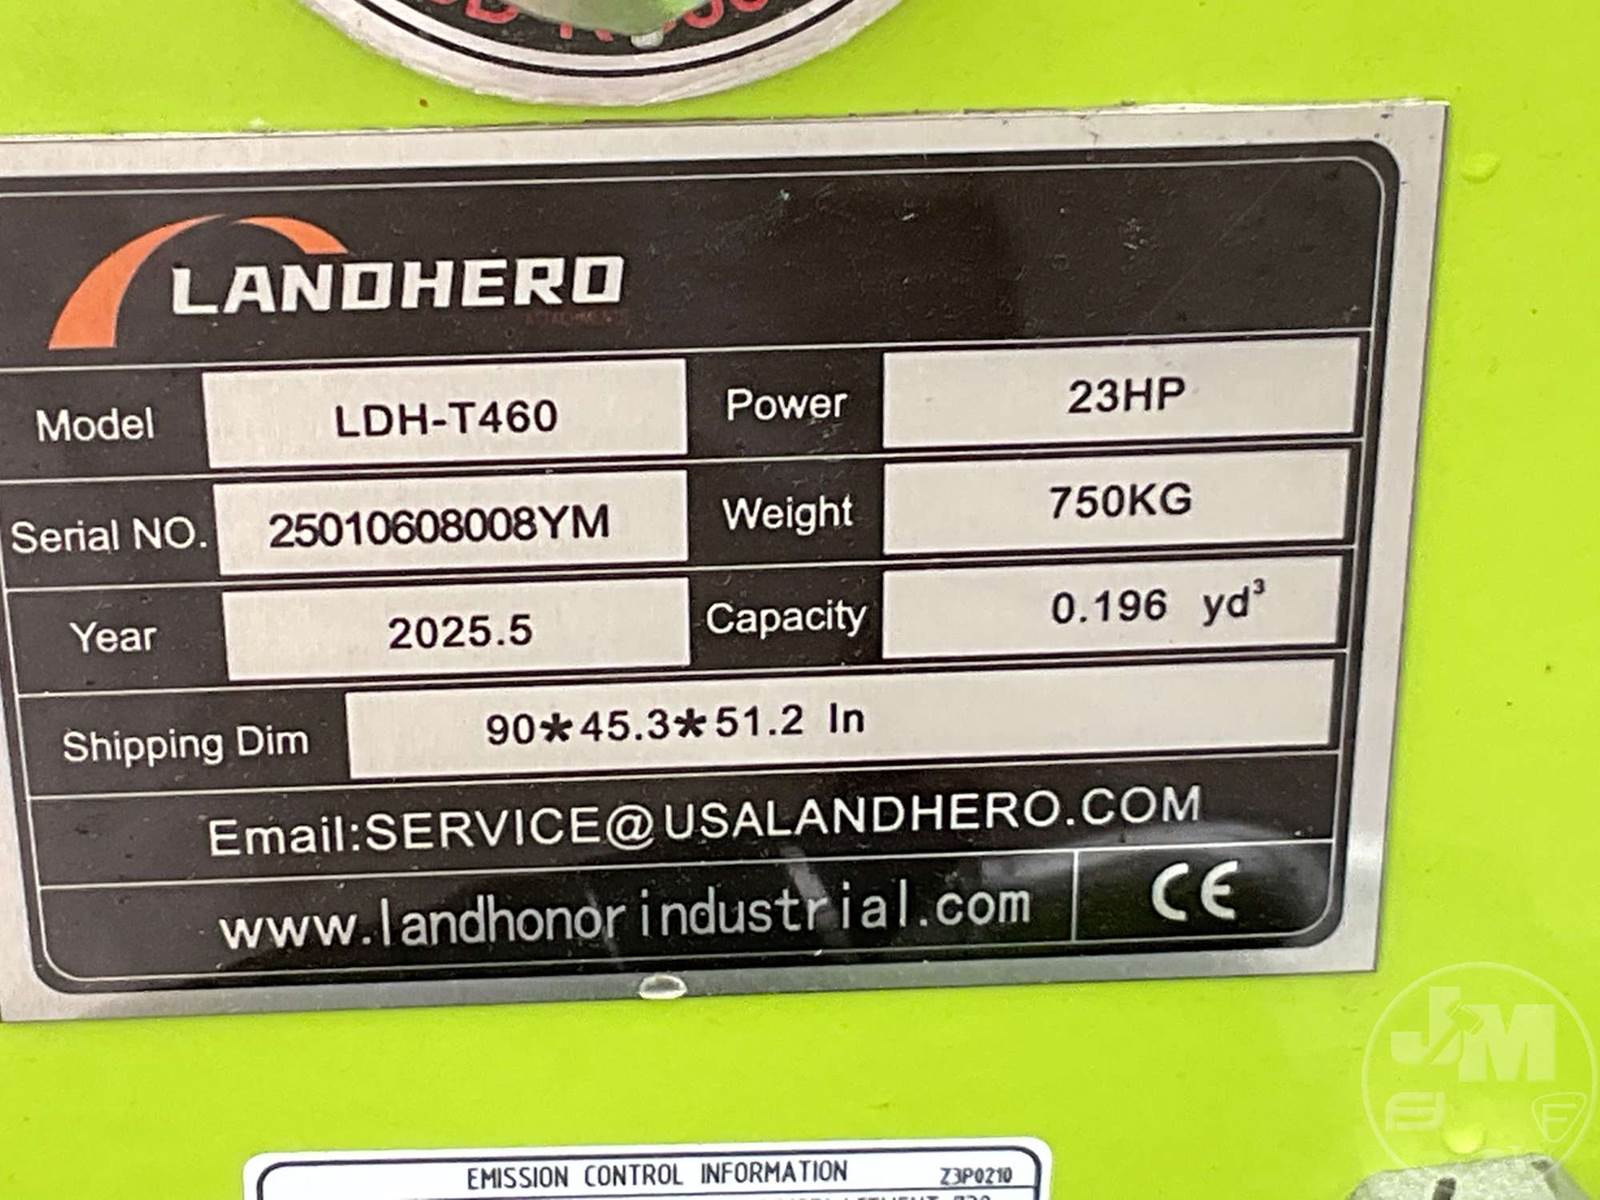 LANDHERO
ATTACHMENTS
Model LDH-T460 Power 23HP
Serial NO. 25010608008YM Weight 750KG
Year 2025.5 Capacity 0.196 yd³
Shipping Dim 90*45.3*51.2 In
Email:SERVICE@USALANDHERO.COM
www.landhonorindustrial.com CE
J&M
EMISSION CONTROL INFORMATION Z3P0210